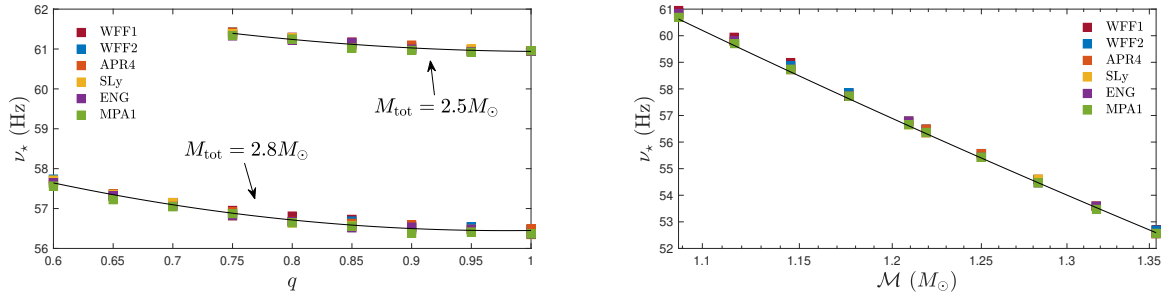 62
61
60
59
58
57
56
ν⋆ (Hz)
WFF1
WFF2
APR4
SLy
ENG
MPA1
M_tot = 2.5M_⊙
M_tot = 2.8M_⊙
0.6 0.65 0.7 0.75 0.8 0.85 0.9 0.95 1
q
61
60
59
58
57
56
55
54
53
52
ν⋆ (Hz)
WFF1
WFF2
APR4
SLy
ENG
MPA1
1.1 1.15 1.2 1.25 1.3 1.35
ℳ (M_⊙)